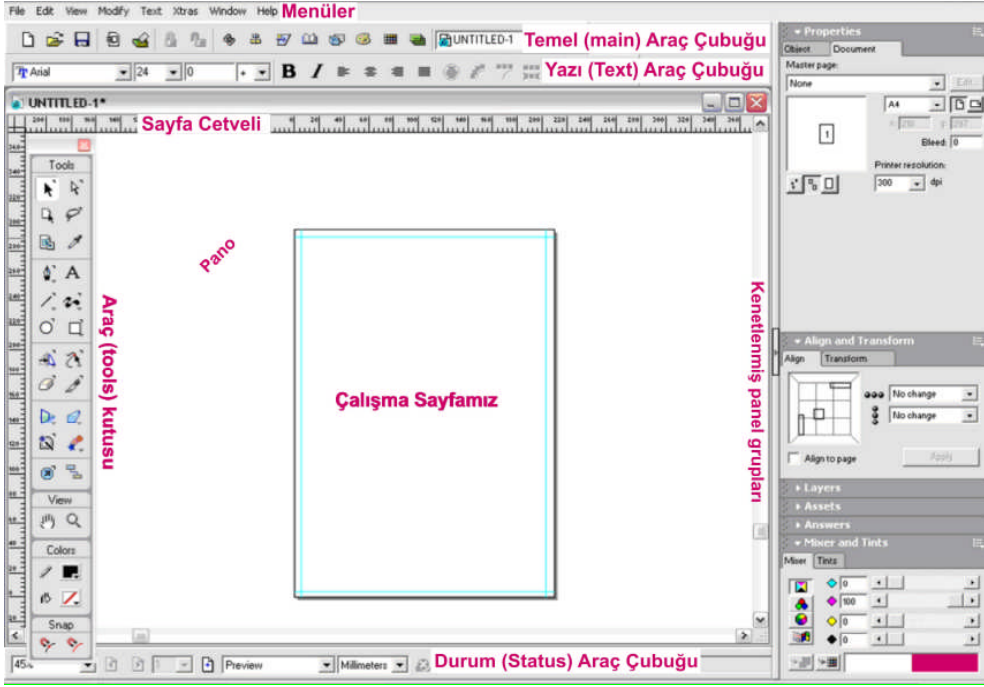 File Edit View Modify Text Xtras Window Help Menüler
UNTITLED-1 Temel (main) Araç Çubuğu
Arial 24 0 + B I Yazı (Text) Araç Çubuğu
UNTITLED-1*
Sayfa Cetveli
Tools
A
View
Colors
Snap
Pano
Araç (tools) kutusu
Çalışma Sayfamız
Kenetlenmiş panel grupları
Properties
Object Document
Master page:
None Edit
A4
1
x: 210 y: 297
Bleed: 0
Printer resolution:
300 dpi
Align and Transform
Align Transform
No change
No change
Align to page Apply
Layers
Assets
Answers
Mixer and Tints
Mixer Tints
0
100
0
0
45% 1 Preview Millimeters Durum (Status) Araç Çubuğu